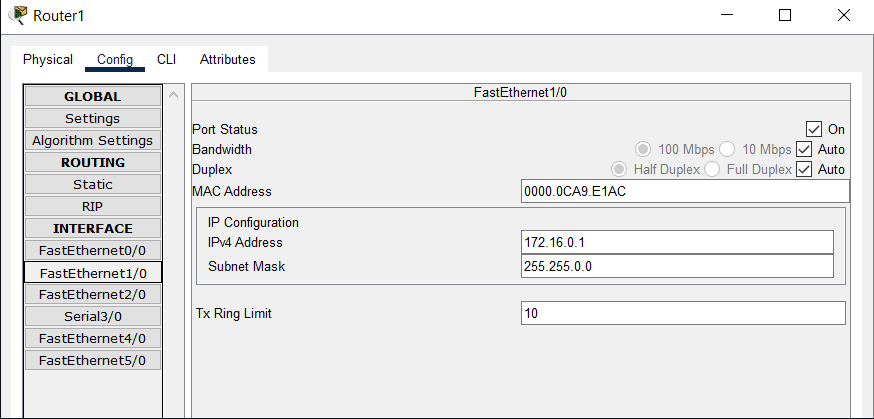 Router1
Physical Config CLI Attributes
GLOBAL
Settings
Algorithm Settings
ROUTING
Static
RIP
INTERFACE
FastEthernet0/0
FastEthernet1/0
FastEthernet2/0
Serial3/0
FastEthernet4/0
FastEthernet5/0
FastEthernet1/0
Port Status On
Bandwidth 100 Mbps 10 Mbps Auto
Duplex Half Duplex Full Duplex Auto
MAC Address 0000.0CA9.E1AC
IP Configuration
IPv4 Address 172.16.0.1
Subnet Mask 255.255.0.0
Tx Ring Limit 10